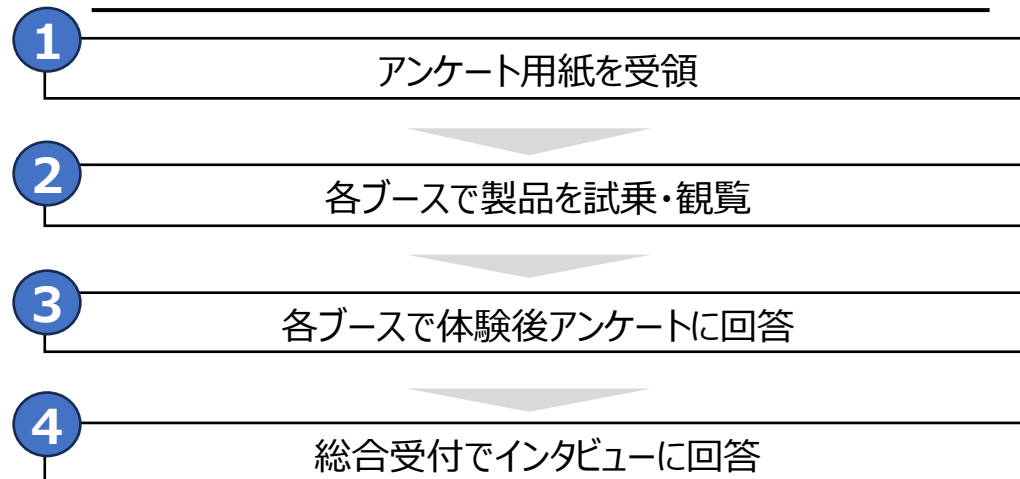 1
アンケート用紙を受領
2
各ブースで製品を試乗・観覧
3
各ブースで体験後アンケートに回答
4
総合受付でインタビューに回答